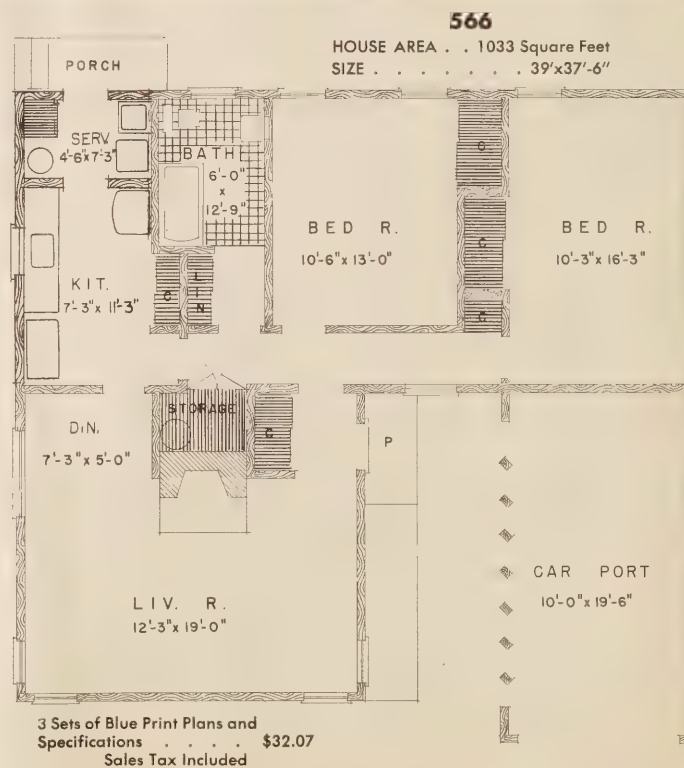 566
HOUSE AREA . . 1033 Square Feet
SIZE . . . . . . . 39'x37'-6"
PORCH
SERV.
4'-6"x7'-3"
BATH
6'-0"
x
12'-9"
BED R.
10'-6" x 13'-0"
C
BED R.
10'-3" x 16'-3"
C
C
KIT.
7'-3" x 11'-3"
C
LIN
STORAGE
C
DIN.
7'-3" x 5'-0"
P
CAR PORT
10'-0" x 19'-6"
LIV. R.
12'-3" x 19'-0"
3 Sets of Blue Print Plans and
Specifications . . . . $32.07
Sales Tax Included